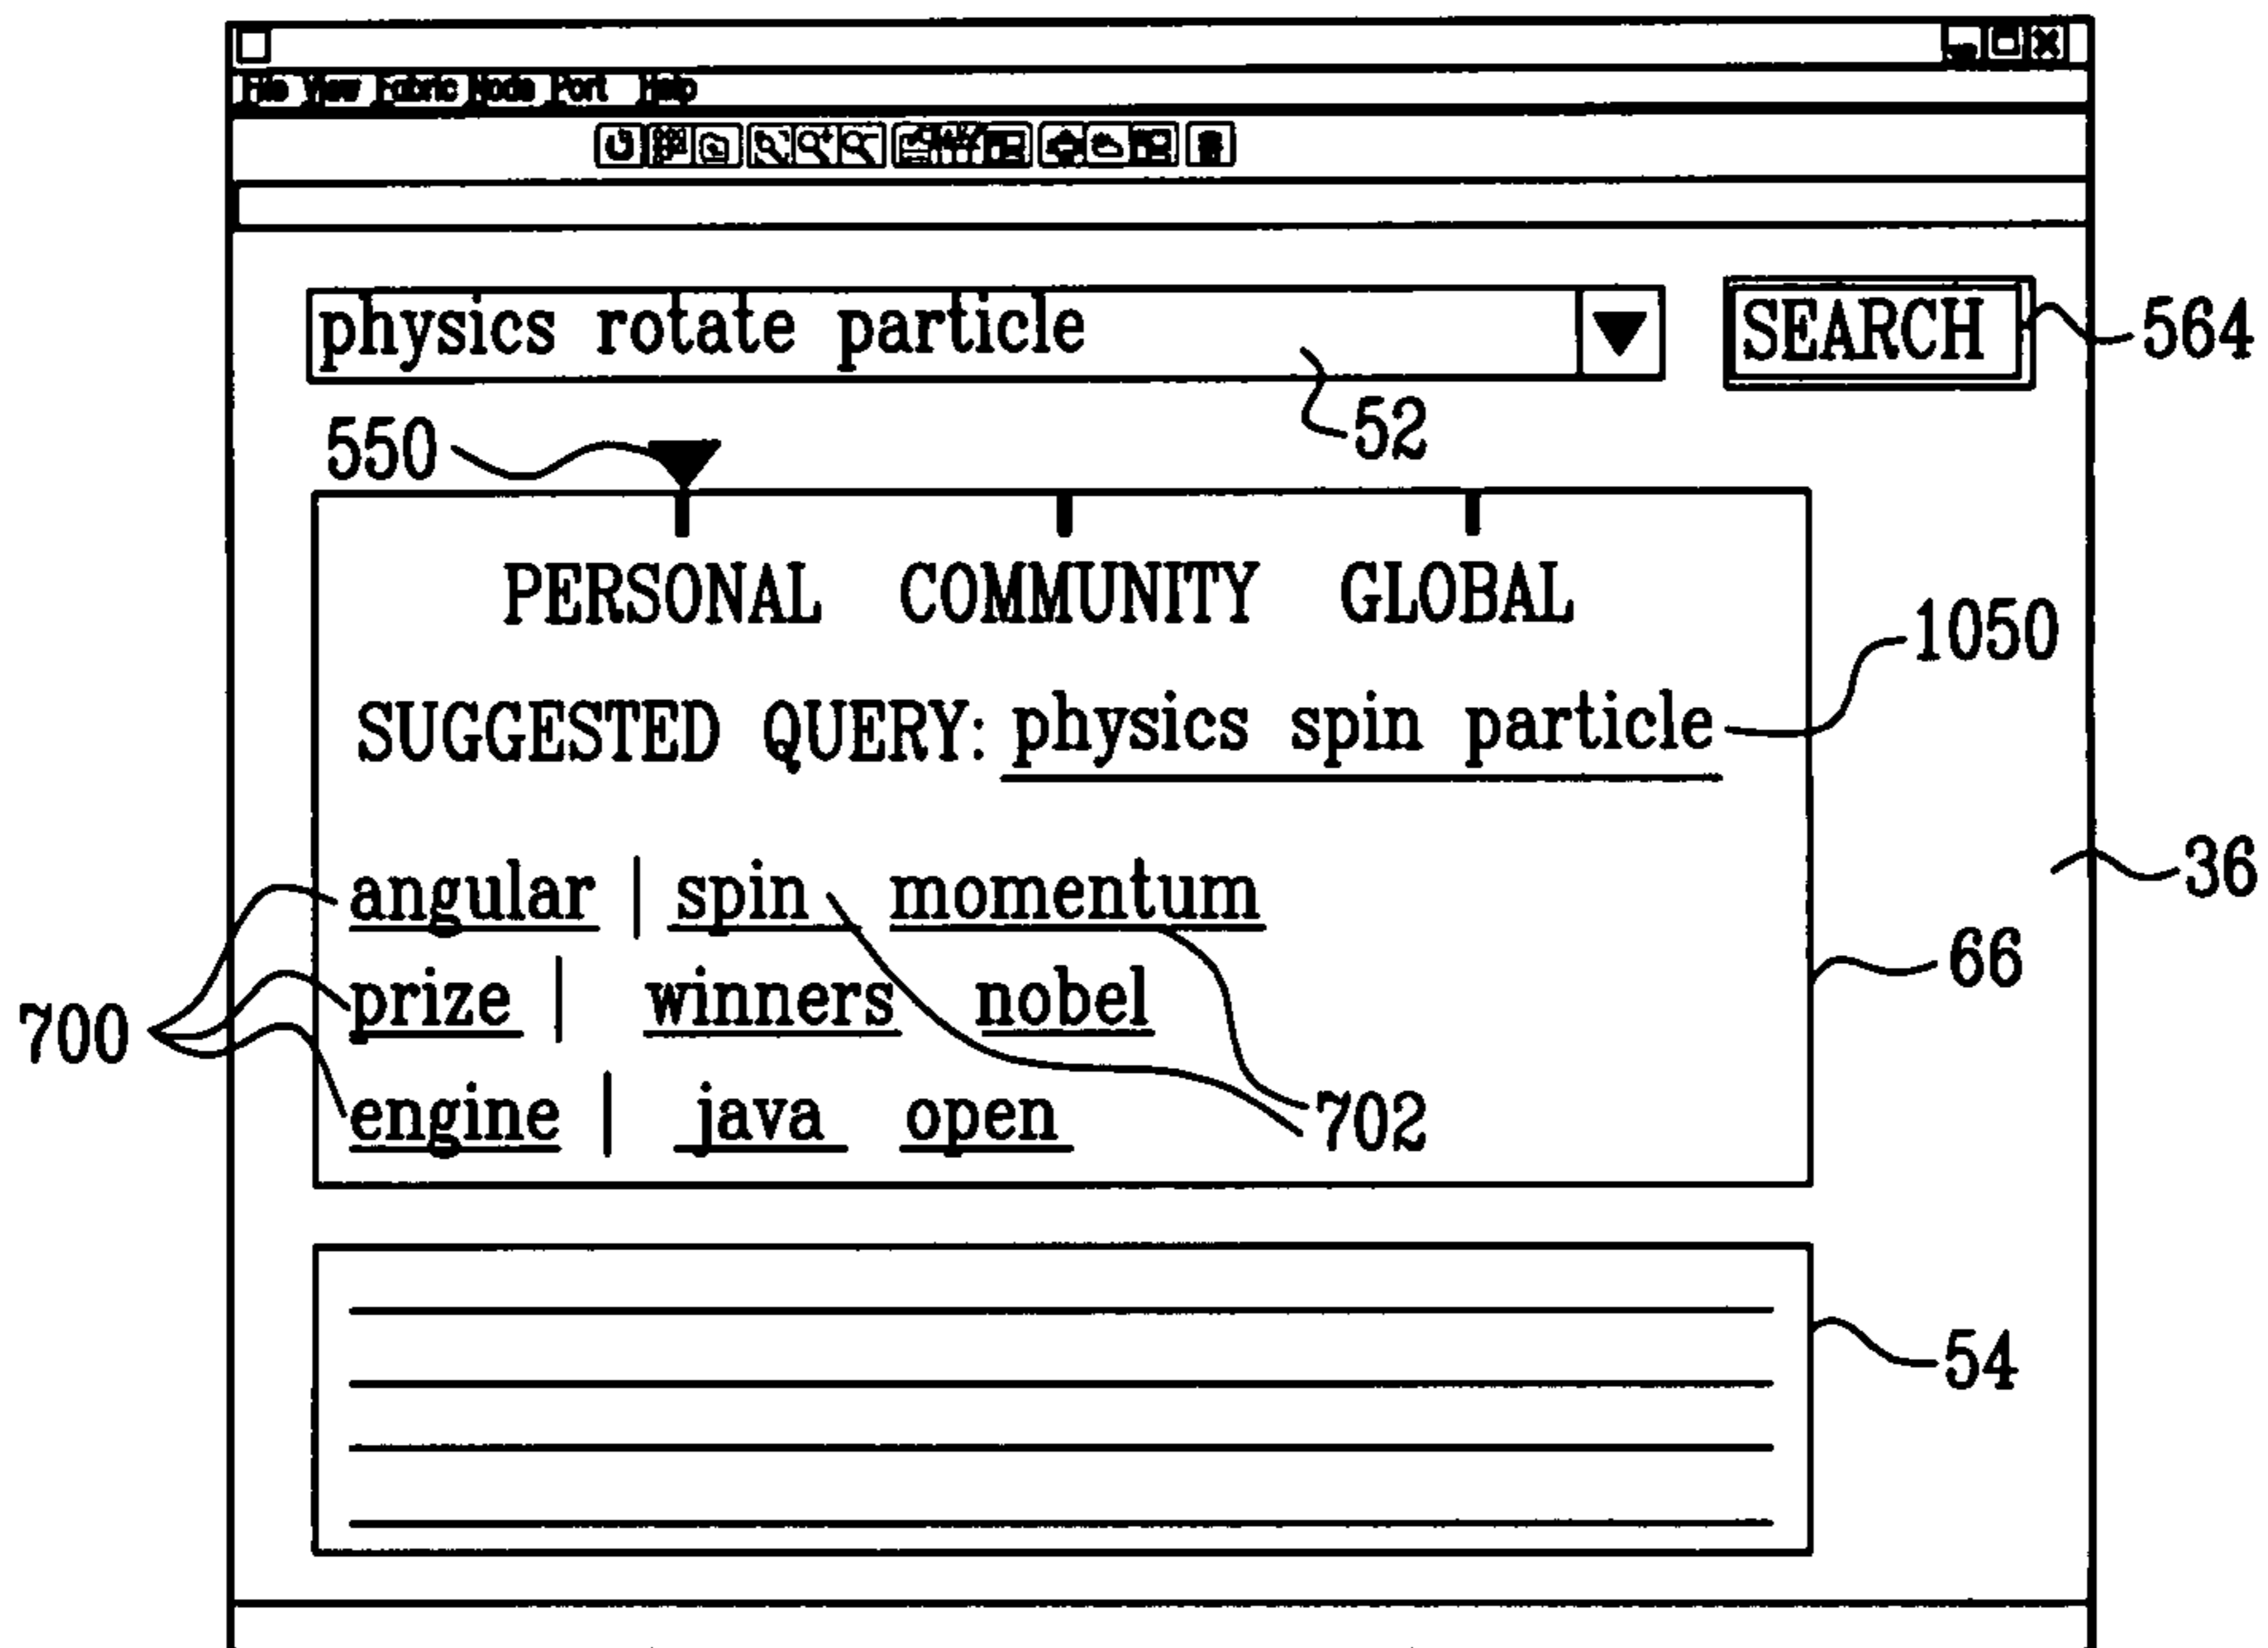 File View Fabric Node Port Help
physics rotate particle
SEARCH
564
52
550
PERSONAL COMMUNITY GLOBAL
1050
SUGGESTED QUERY: physics spin particle
36
angular | spin momentum
66
prize | winners nobel
700
engine | java open
702
54